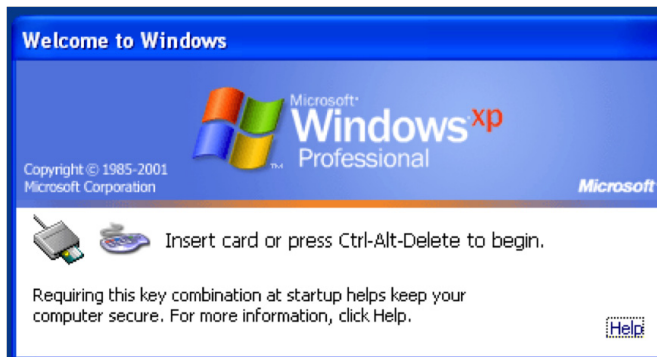 Welcome to Windows
Microsoft®
Windows xp
Professional
Copyright © 1985-2001
Microsoft Corporation
Microsoft
Insert card or press Ctrl-Alt-Delete to begin.
Requiring this key combination at startup helps keep your
computer secure. For more information, click Help.
Help